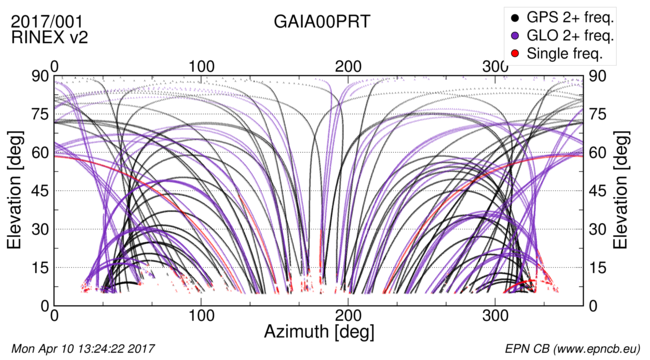 2017/001
RINEX v2
GAIA00PRT
GPS 2+ freq.
GLO 2+ freq.
Single freq.
0 100 200 300
90 90
75 75
60 60
45 45
30 30
15 15
0 0
Elevation [deg]
Elevation [deg]
0 100 200 300
Azimuth [deg]
Mon Apr 10 13:24:22 2017
EPN CB (www.epncb.eu)